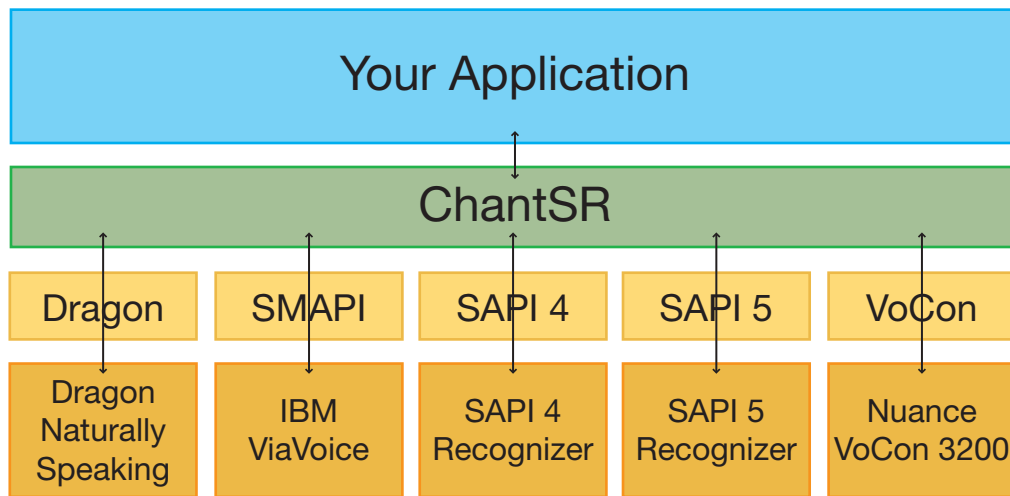 Your Application
ChantSR
Dragon
SMAPI
SAPI 4
SAPI 5
VoCon
Dragon
Naturally
Speaking
IBM
ViaVoice
SAPI 4
Recognizer
SAPI 5
Recognizer
Nuance
VoCon 3200